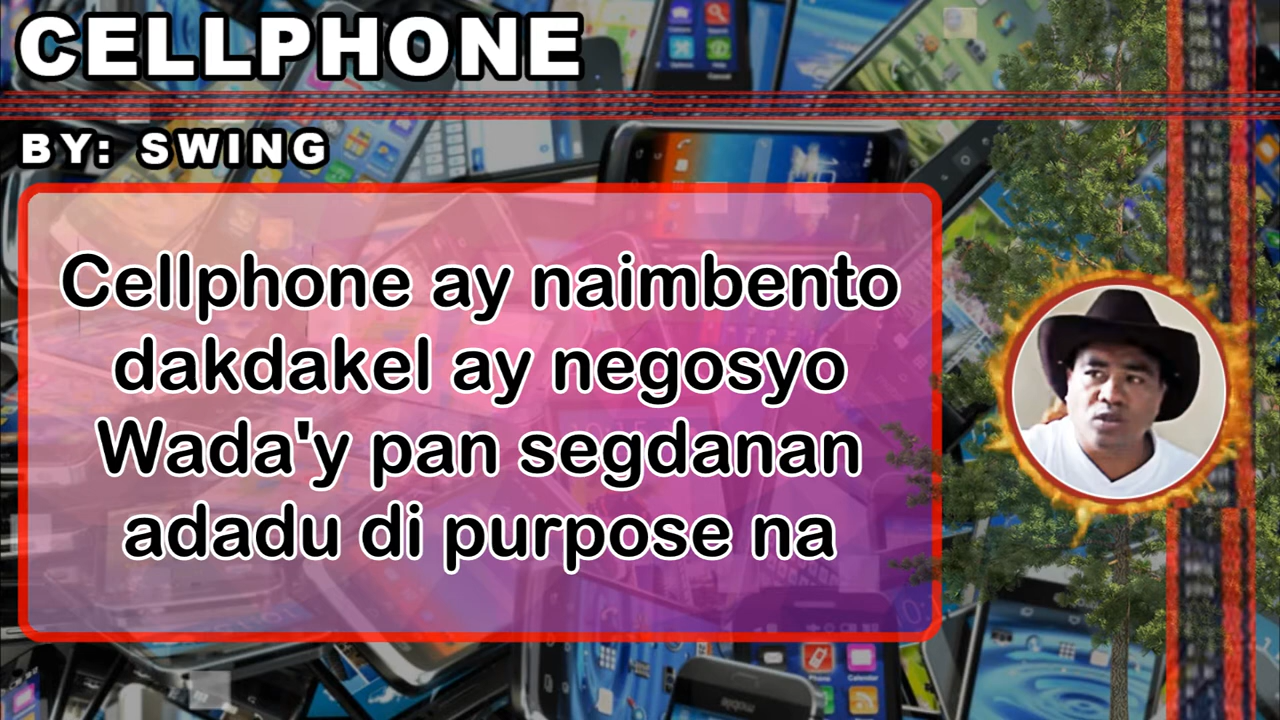 CELLPHONE
BY: SWING
Cellphone ay naimbento
dakdakel ay negosyo
Wada'y pan segdanan
adadu di purpose na